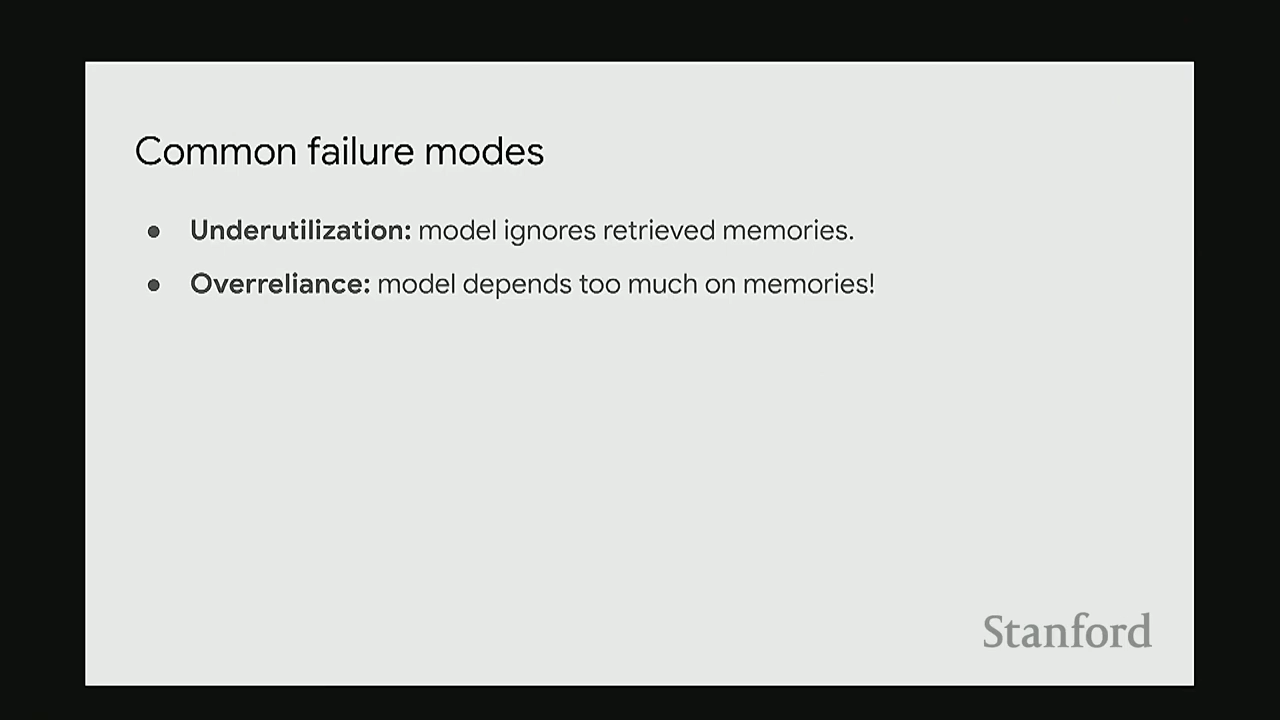 Common failure modes
● Underutilization: model ignores retrieved memories.
● Overreliance: model depends too much on memories!
Stanford